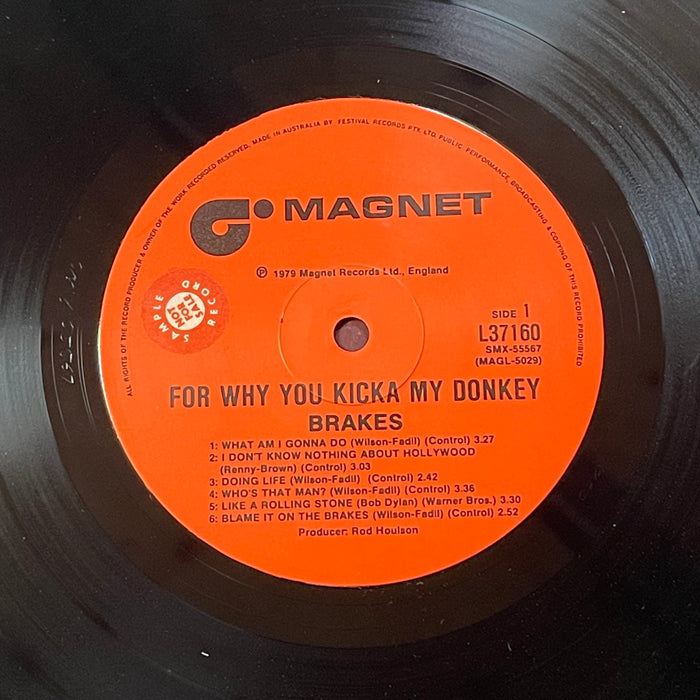 ALL RIGHTS OF THE RECORD PRODUCER & OWNER OF THE WORK RECORDED RESERVED. MADE IN AUSTRALIA BY FESTIVAL RECORDS PTY. LTD. PUBLIC PERFORMANCE, BROADCASTING & COPYING OF THIS RECORD PROHIBITED
MAGNET
℗ 1979 Magnet Records Ltd., England
SAMPLE RECORD
NOT FOR SALE
SIDE 1
L37160
SMX-55567
(MAGL-5029)
FOR WHY YOU KICKA MY DONKEY
BRAKES
1: WHAT AM I GONNA DO (Wilson-Fadil) (Control) 3.27
2: I DON'T KNOW NOTHING ABOUT HOLLYWOOD
(Renny-Brown) (Control) 3.03
3: DOING LIFE (Wilson-Fadil) (Control) 2.42
4: WHO'S THAT MAN? (Wilson-Fadil) (Control) 3.36
5: LIKE A ROLLING STONE (Bob Dylan) (Warner Bros.) 3.30
6: BLAME IT ON THE BRAKES (Wilson-Fadil) (Control) 2.52
Producer: Rod Houlson